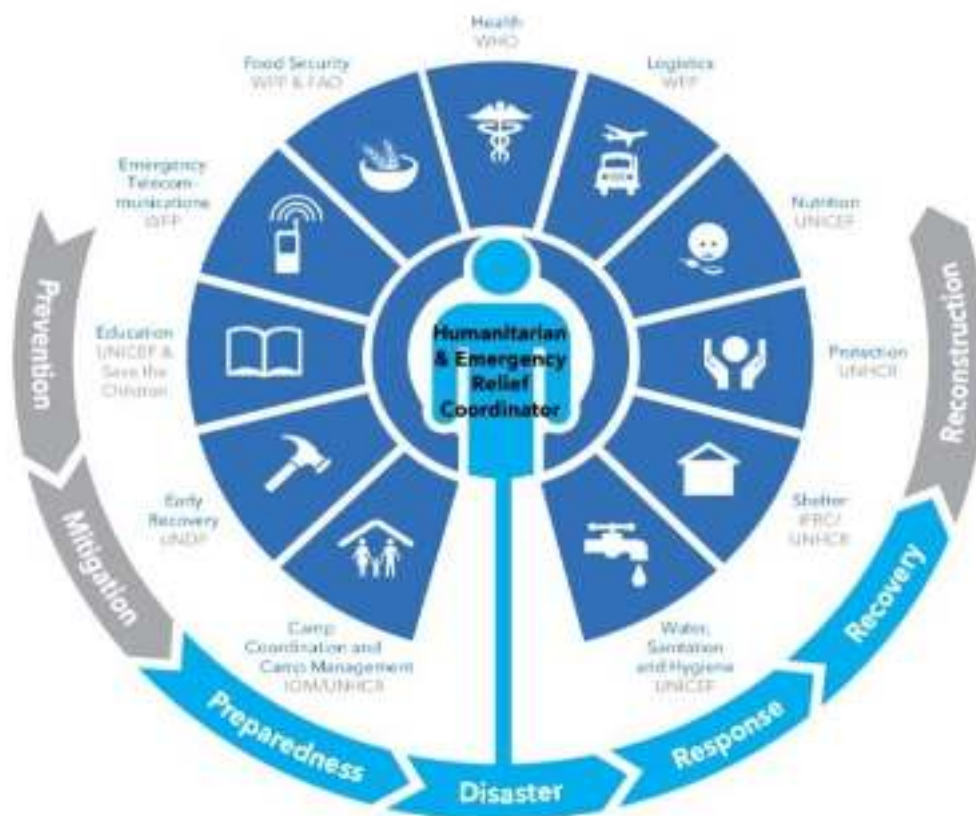 Health
WHO
Food Security
WFP & FAO
Logistics
WFP
Emergency
Telecom-
munications
WFP
Nutrition
UNICEF
Education
UNICEF &
Save the
Children
Humanitarian
& Emergency
Relief
Coordinator
Protection
UNHCR
Early
Recovery
UNDP
Shelter
IFRC/
UNHCR
Camp
Coordination and
Camp Management
IOM/UNHCR
Water,
Sanitation
and Hygiene
UNICEF
Prevention
Mitigation
Preparedness
Disaster
Response
Recovery
Reconstruction